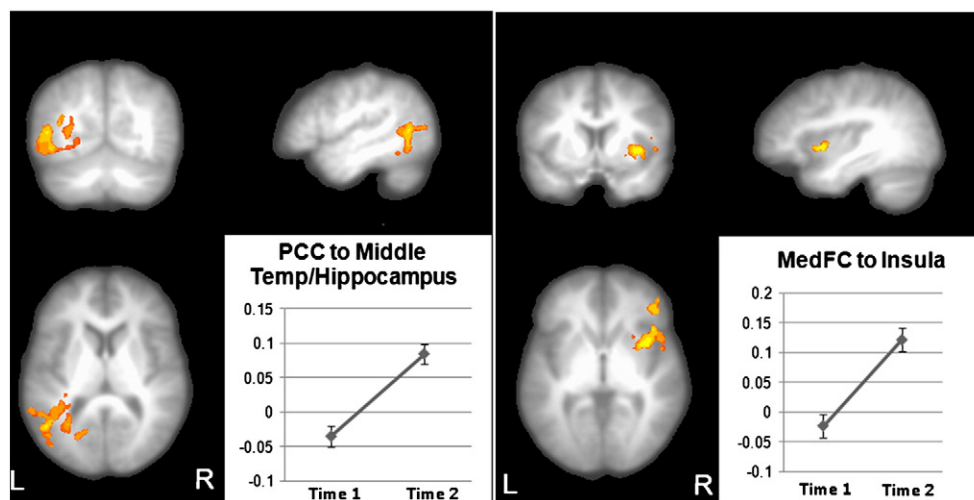 PCC to Middle
Temp/Hippocampus
0.15
0.1
0.05
0
-0.05
-0.1
Time 1 Time 2
L R
MedFC to Insula
0.2
0.15
0.1
0.05
0
-0.05
-0.1
Time 1 Time 2
L R